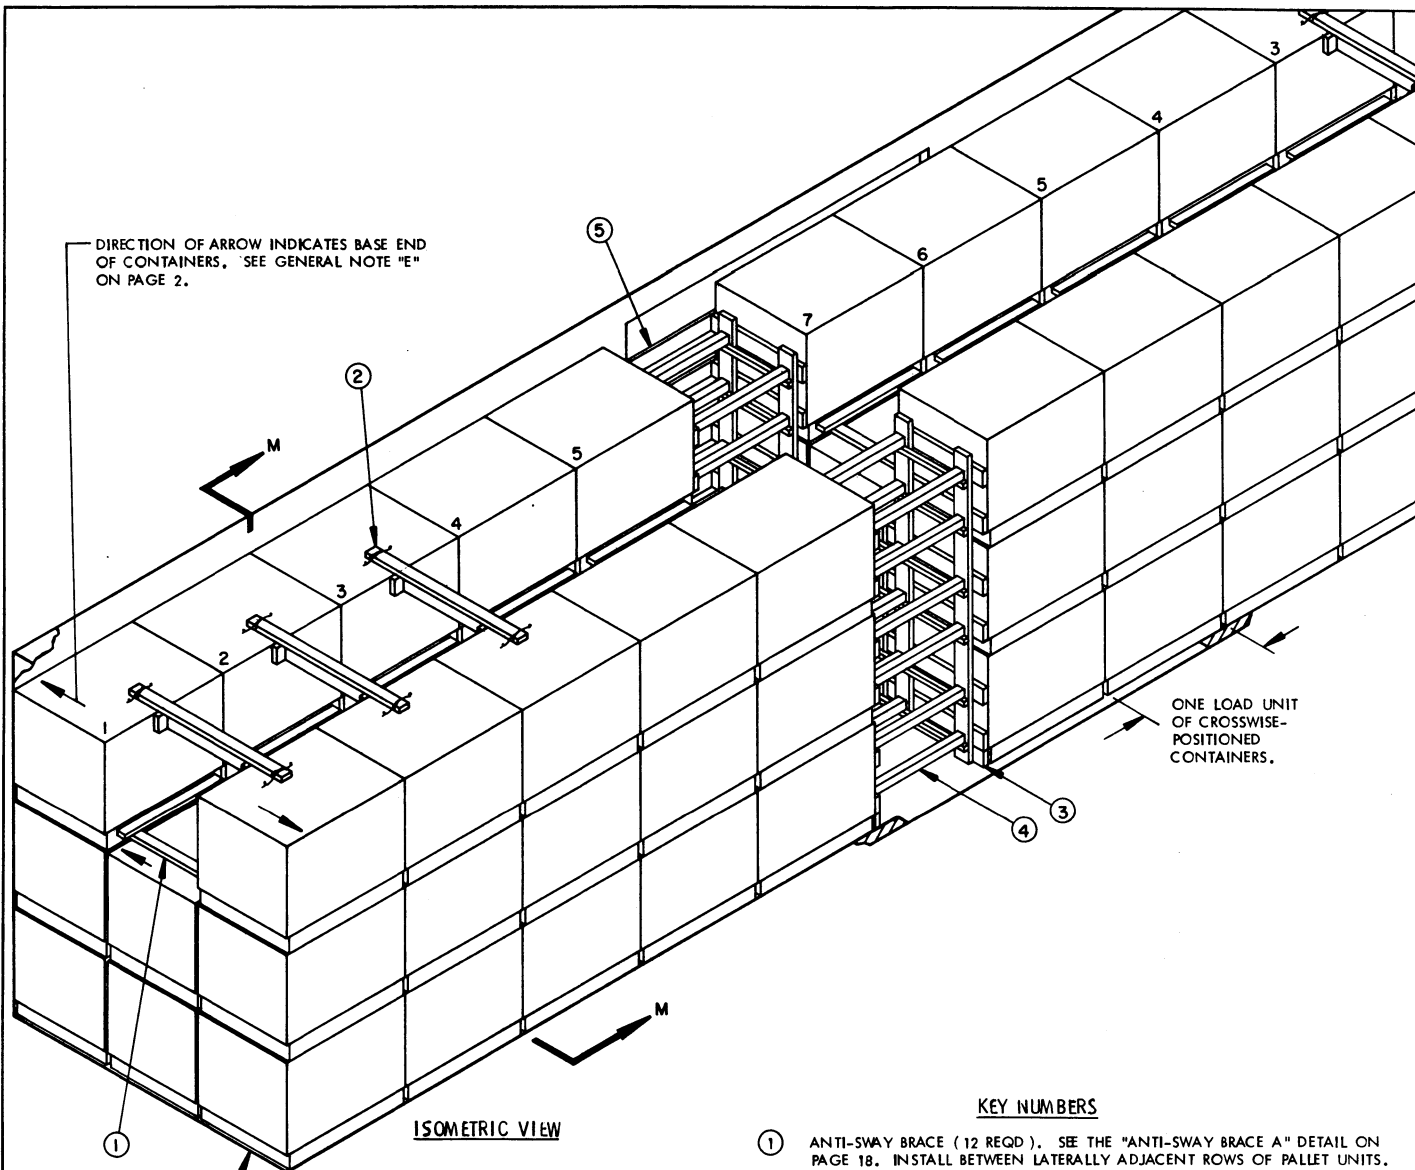 3
4
5
6
7
5
DIRECTION OF ARROW INDICATES BASE END
OF CONTAINERS. SEE GENERAL NOTE "E"
ON PAGE 2.
2
M
5
4
3
2
1
ONE LOAD UNIT
OF CROSSWISE-
POSITIONED
CONTAINERS.
3
4
M
1
ISOMETRIC VIEW
KEY NUMBERS
1 ANTI-SWAY BRACE (12 REQD). SEE THE "ANTI-SWAY BRACE A" DETAIL ON
PAGE 18. INSTALL BETWEEN LATERALLY ADJACENT ROWS OF PALLET UNITS.